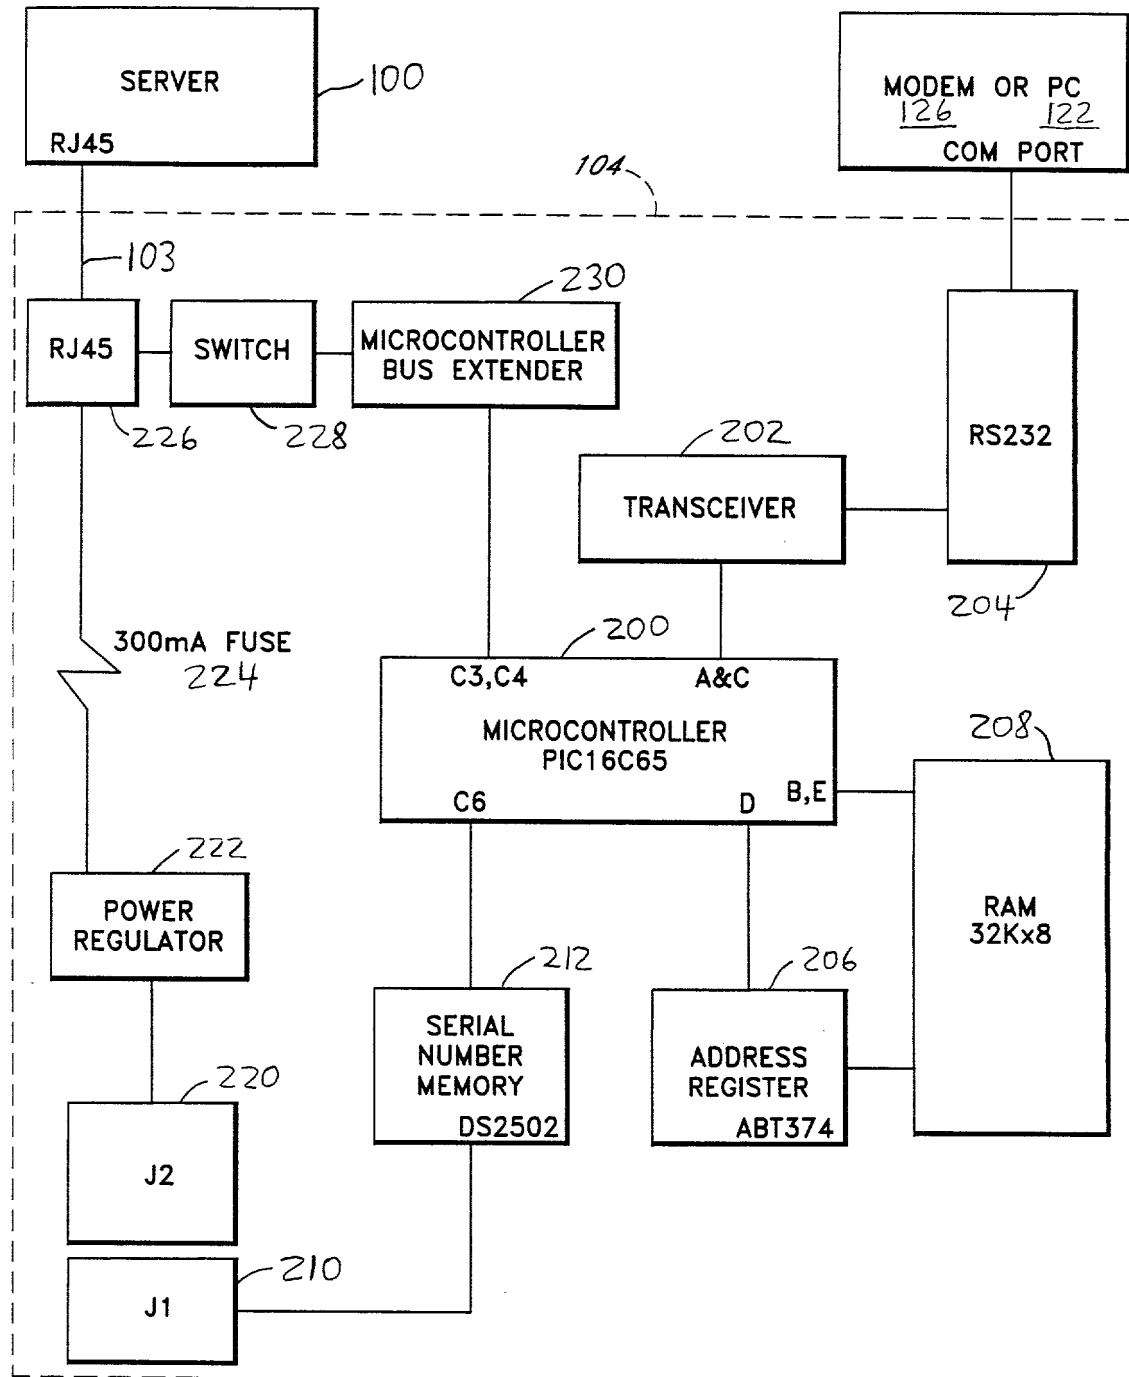 SERVER
100
RJ45
MODEM OR PC
126 122
COM PORT
104
103
230
RJ45
SWITCH
MICROCONTROLLER
BUS EXTENDER
226
228
202
RS232
TRANSCEIVER
204
300mA FUSE
224
200
C3,C4
A&C
MICROCONTROLLER
PIC16C65
C6
D
B,E
208
222
POWER
REGULATOR
RAM
32Kx8
212
206
SERIAL
NUMBER
MEMORY
DS2502
ADDRESS
REGISTER
ABT374
220
J2
210
J1